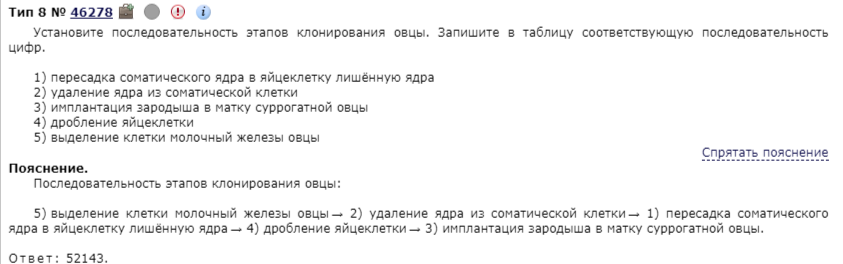 Тип 8 № 46278
Установите последовательность этапов клонирования овцы. Запишите в таблицу соответствующую последовательность
цифр.
1) пересадка соматического ядра в яйцеклетку лишённую ядра
2) удаление ядра из соматической клетки
3) имплантация зародыша в матку суррогатной овцы
4) дробление яйцеклетки
5) выделение клетки молочный железы овцы
Спрятать пояснение
Пояснение.
Последовательность этапов клонирования овцы:
5) выделение клетки молочный железы овцы → 2) удаление ядра из соматической клетки → 1) пересадка соматического
ядра в яйцеклетку лишённую ядра → 4) дробление яйцеклетки → 3) имплантация зародыша в матку суррогатной овцы.
Ответ: 52143.